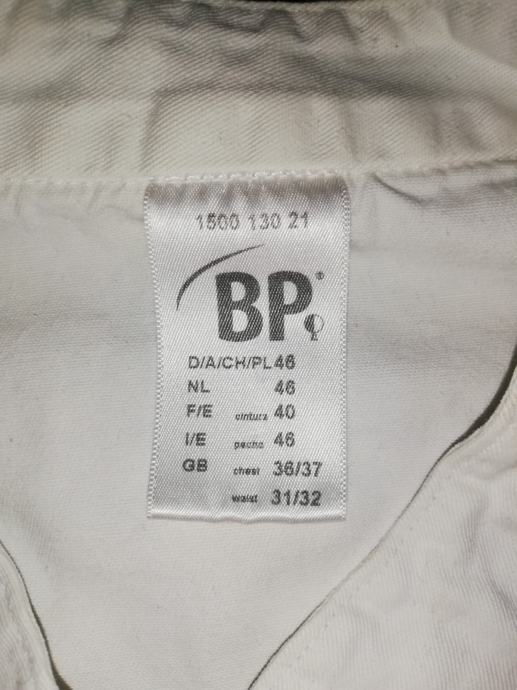 1500 130 21
BP®
D/A/CH/PL 46
NL 46
F/E cintura 40
I/E pecho 46
GB chest 36/37
waist 31/32